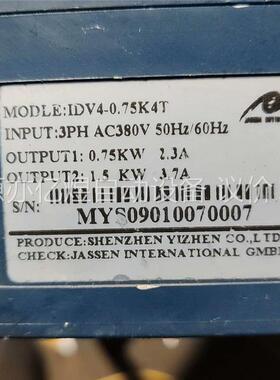 MODLE:IDV4-0.75K4T
INPUT:3PH AC380V 50Hz/60Hz
OUTPUT1: 0.75KW 2.3A
OUTPUT2: 1.5 KW 3.7A
S/N:
MYS09010070007
PRODUCE:SHENZHEN YIZHEN CO.,LTD
CHECK:JASSEN INTERNATIONAL GMB